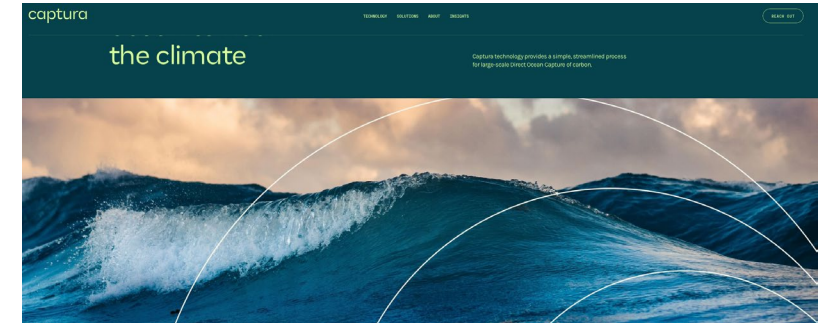 captura
TECHNOLOGY SOLUTIONS ABOUT INSIGHTS
REACH OUT
the climate
Captura technology provides a simple, streamlined process
for large-scale Direct Ocean Capture of carbon.